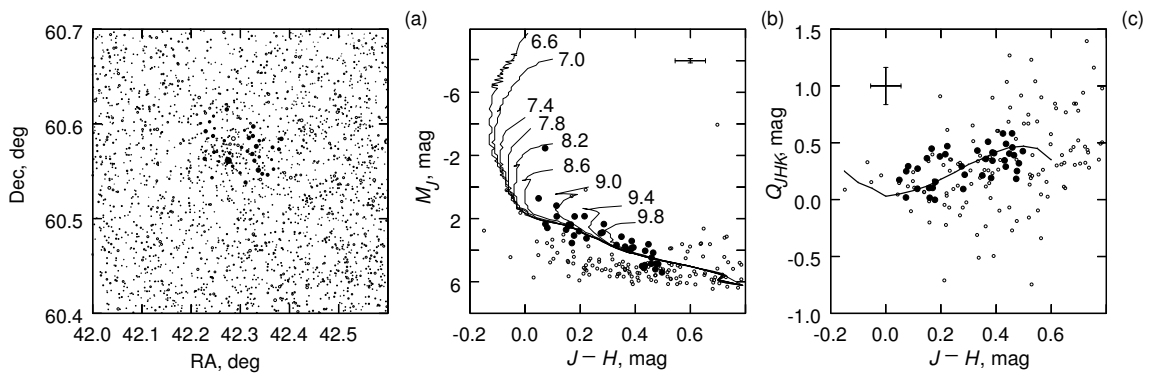 (a)
(b)
(c)
60.7
60.6
60.5
60.4
Dec, deg
42.0 42.1 42.2 42.3 42.4 42.5
RA, deg
6.6
7.0
7.4
7.8
8.2
8.6
9.0
9.4
9.8
-6
-2
2
6
M_J, mag
-0.2 0.0 0.2 0.4 0.6
J – H, mag
1.5
1.0
0.5
0.0
-0.5
-1.0
Q_JHK, mag
-0.2 0.0 0.2 0.4 0.6
J – H, mag